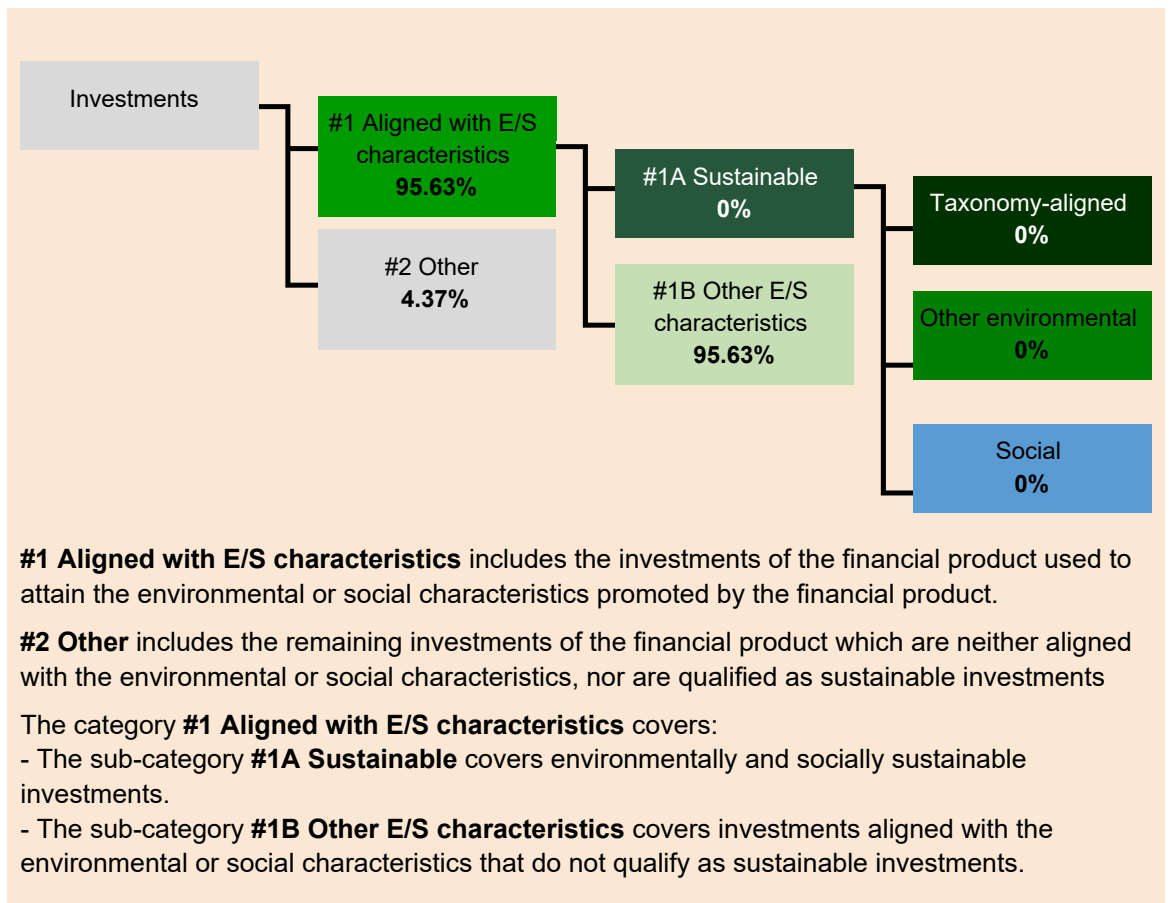 Investments
#1 Aligned with E/S
characteristics
95.63%
#2 Other
4.37%
#1A Sustainable
0%
#1B Other E/S
characteristics
95.63%
Taxonomy-aligned
0%
Other environmental
0%
Social
0%
#1 Aligned with E/S characteristics includes the investments of the financial product used to
attain the environmental or social characteristics promoted by the financial product.
#2 Other includes the remaining investments of the financial product which are neither aligned
with the environmental or social characteristics, nor are qualified as sustainable investments
The category #1 Aligned with E/S characteristics covers:
- The sub-category #1A Sustainable covers environmentally and socially sustainable
investments.
- The sub-category #1B Other E/S characteristics covers investments aligned with the
environmental or social characteristics that do not qualify as sustainable investments.